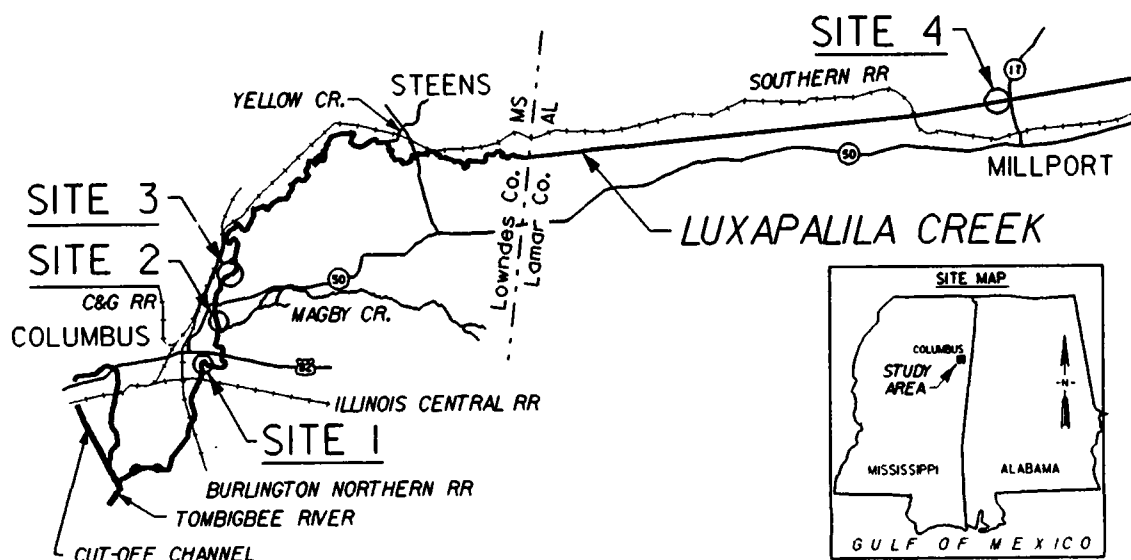 SITE 4
17
SOUTHERN RR
STEENS
YELLOW CR.
MS
AL
50
MILLPORT
LUXAPALILA CREEK
SITE 3
SITE 2
C&G RR
COLUMBUS
50
MAGBY CR.
Lowndes Co.
Lamar Co.
82
ILLINOIS CENTRAL RR
SITE 1
BURLINGTON NORTHERN RR
TOMBIGBEE RIVER
CUT-OFF CHANNEL
SITE MAP
COLUMBUS
STUDY
AREA
-N-
MISSISSIPPI
ALABAMA
GULF OF MEXICO